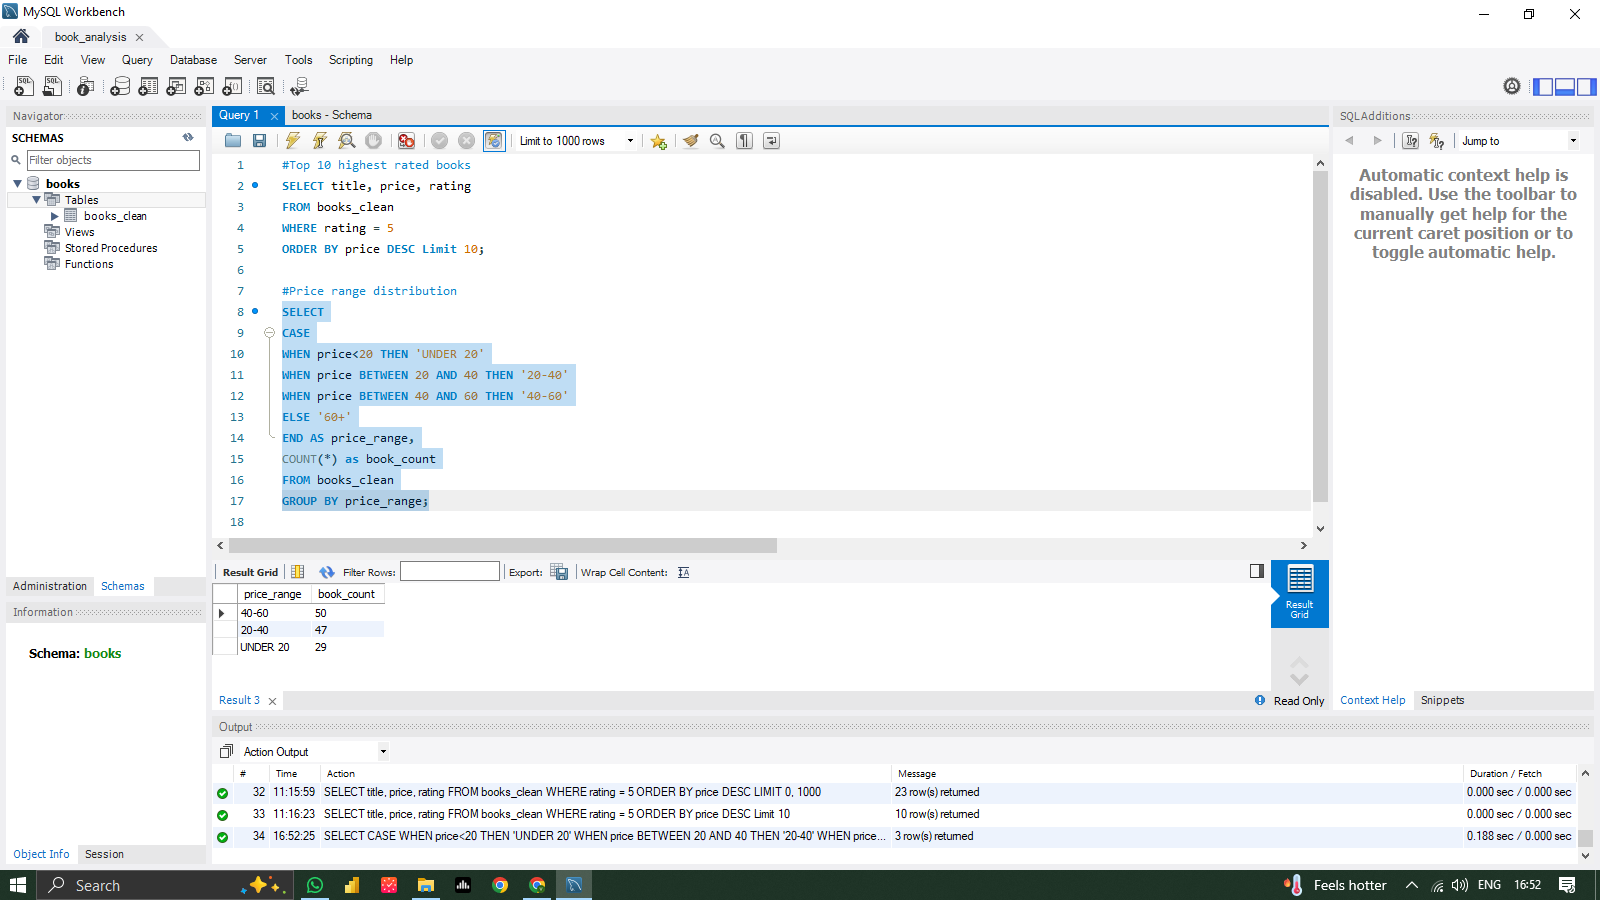 MySQL Workbench
book_analysis
File Edit View Query Database Server Tools Scripting Help
Navigator
SCHEMAS
Filter objects
books
Tables
books_clean
Views
Stored Procedures
Functions
Administration Schemas
Information
Schema: books
Object Info Session
Query 1 books - Schema
Limit to 1000 rows
1 #Top 10 highest rated books
2 SELECT title, price, rating
3 FROM books_clean
4 WHERE rating = 5
5 ORDER BY price DESC Limit 10;
6
7 #Price range distribution
8 SELECT
9 CASE
10 WHEN price<20 THEN 'UNDER 20'
11 WHEN price BETWEEN 20 AND 40 THEN '20-40'
12 WHEN price BETWEEN 40 AND 60 THEN '40-60'
13 ELSE '60+'
14 END AS price_range,
15 COUNT(*) as book_count
16 FROM books_clean
17 GROUP BY price_range;
18
Result Grid Filter Rows: Export: Wrap Cell Content: IA
price_range book_count
40-60 50
20-40 47
UNDER 20 29
Result
Grid
Result 3
Read Only
SQLAdditions
Jump to
Automatic context help is
disabled. Use the toolbar to
manually get help for the
current caret position or to
toggle automatic help.
Context Help Snippets
Output
Action Output
# Time Action Message Duration / Fetch
32 11:15:59 SELECT title, price, rating FROM books_clean WHERE rating = 5 ORDER BY price DESC LIMIT 0, 1000 23 row(s) returned 0.000 sec / 0.000 sec
33 11:16:23 SELECT title, price, rating FROM books_clean WHERE rating = 5 ORDER BY price DESC Limit 10 10 row(s) returned 0.000 sec / 0.000 sec
34 16:52:25 SELECT CASE WHEN price<20 THEN 'UNDER 20' WHEN price BETWEEN 20 AND 40 THEN '20-40' WHEN price... 3 row(s) returned 0.188 sec / 0.000 sec
Search
Feels hotter ENG 16:52